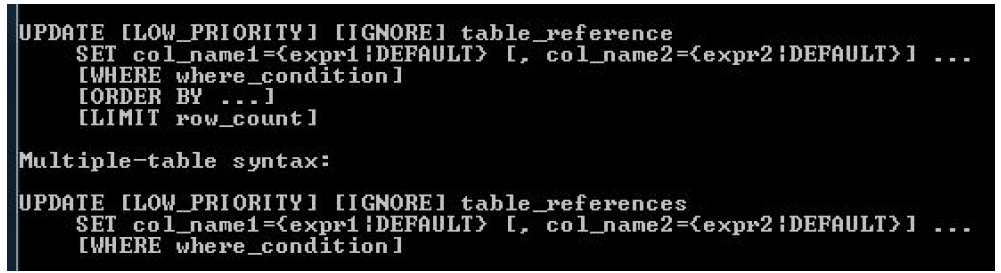 UPDATE [LOW_PRIORITY] [IGNORE] table_reference
    SET col_name1={expr1|DEFAULT} [, col_name2={expr2|DEFAULT}] ...
    [WHERE where_condition]
    [ORDER BY ...]
    [LIMIT row_count]
Multiple-table syntax:
UPDATE [LOW_PRIORITY] [IGNORE] table_references
    SET col_name1={expr1|DEFAULT} [, col_name2={expr2|DEFAULT}] ...
    [WHERE where_condition]